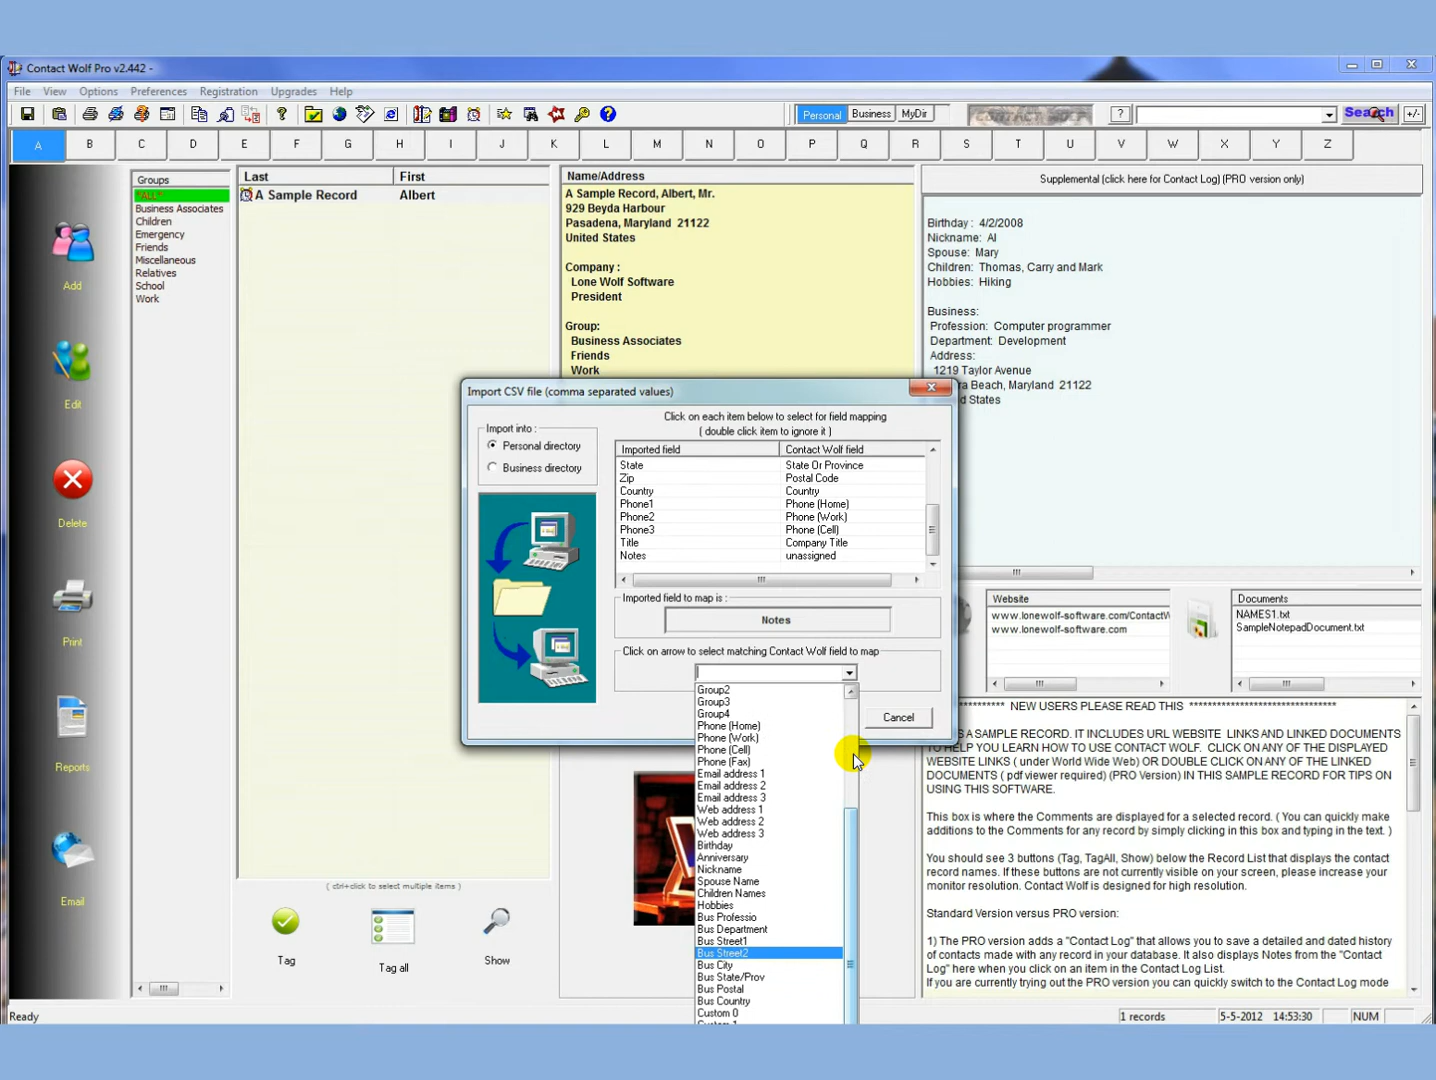 Contact Wolf Pro v2.442 -
File View Options Preferences Registration Upgrades Help
Personal Business MyDir CONTACT WOLF ? Search +/-
A B C D E F G H I J K L M N O P Q R S T U V W X Y Z
Add
Edit
Delete
Print
Reports
Email
Groups
*ALL*
Business Associates
Children
Emergency
Friends
Miscellaneous
Relatives
School
Work
Last First
A Sample Record Albert
( ctrl+click to select multiple items )
Tag Tag all Show
Name/Address
A Sample Record, Albert, Mr.
929 Beyda Harbour
Pasadena, Maryland 21122
United States
Company :
Lone Wolf Software
President
Group:
Business Associates
Friends
Work
Supplemental (click here for Contact Log) (PRO version only)
Birthday : 4/2/2008
Nickname: Al
Spouse: Mary
Children: Thomas, Carry and Mark
Hobbies: Hiking
Business:
Profession: Computer programmer
Department: Development
Address:
1219 Taylor Avenue
ra Beach, Maryland 21122
d States
Import CSV file (comma separated values)
Import into :
Personal directory
Business directory
Click on each item below to select for field mapping
( double click item to ignore it )
Imported field Contact Wolf field
State State Or Province
Zip Postal Code
Country Country
Phone1 Phone (Home)
Phone2 Phone (Work)
Phone3 Phone (Cell)
Title Company Title
Notes unassigned
Imported field to map is :
Notes
Click on arrow to select matching Contact Wolf field to map
Cancel
Group2
Group3
Group4
Phone (Home)
Phone (Work)
Phone (Cell)
Phone (Fax)
Email address 1
Email address 2
Email address 3
Web address 1
Web address 2
Web address 3
Birthday
Anniversary
Nickname
Spouse Name
Children Names
Hobbies
Bus Professio
Bus Department
Bus Street1
Bus Street2
Bus City
Bus State/Prov
Bus Postal
Bus Country
Custom 0
Custom 1
Website
www.lonewolf-software.com/ContactW
www.lonewolf-software.com
Documents
NAMES1.txt
SampleNotepadDocument.txt
********** NEW USERS PLEASE READ THIS ******************************
S A SAMPLE RECORD. IT INCLUDES URL WEBSITE LINKS AND LINKED DOCUMENTS
TO HELP YOU LEARN HOW TO USE CONTACT WOLF. CLICK ON ANY OF THE DISPLAYED
WEBSITE LINKS ( under World Wide Web) OR DOUBLE CLICK ON ANY OF THE LINKED
DOCUMENTS ( pdf viewer required) (PRO Version) IN THIS SAMPLE RECORD FOR TIPS ON
USING THIS SOFTWARE.
This box is where the Comments are displayed for a selected record. ( You can quickly make
additions to the Comments for any record by simply clicking in this box and typing in the text. )
You should see 3 buttons (Tag, TagAll, Show) below the Record List that displays the contact
record names. If these buttons are not currently visible on your screen, please increase your
monitor resolution. Contact Wolf is designed for high resolution.
Standard Version versus PRO version:
1) The PRO version adds a "Contact Log" that allows you to save a detailed and dated history
of contacts made with any record in your database. It also displays Notes from the "Contact
Log" here when you click on an item in the Contact Log List.
If you are currently trying out the PRO version you can quickly switch to the Contact Log mode
Ready 1 records 5-5-2012 14:53:30 NUM